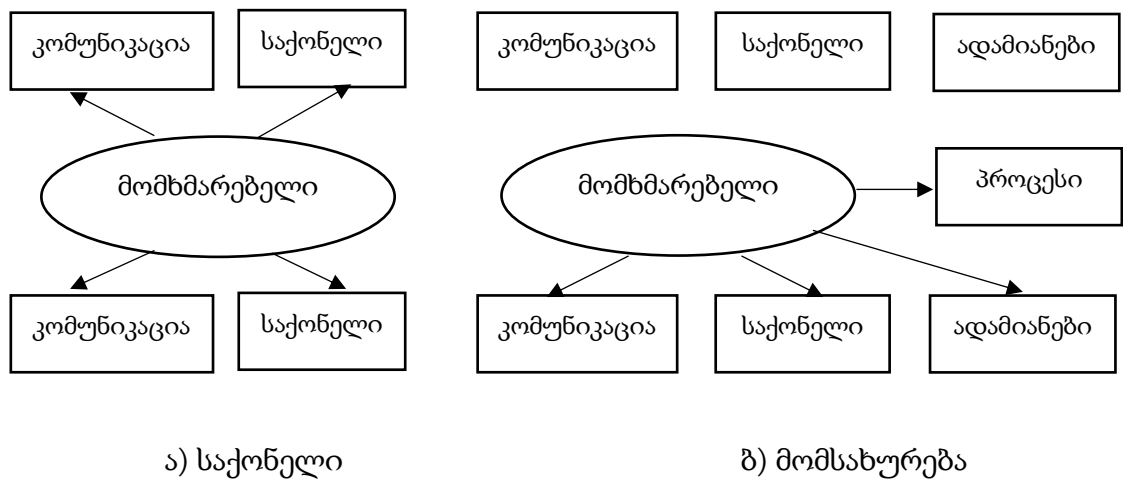 კომუნიკაცია
საქონელი
მომხმარებელი
კომუნიკაცია
საქონელი
ა) საქონელი
კომუნიკაცია
საქონელი
ადამიანები
მომხმარებელი
პროცესი
კომუნიკაცია
საქონელი
ადამიანები
ბ) მომსახურება